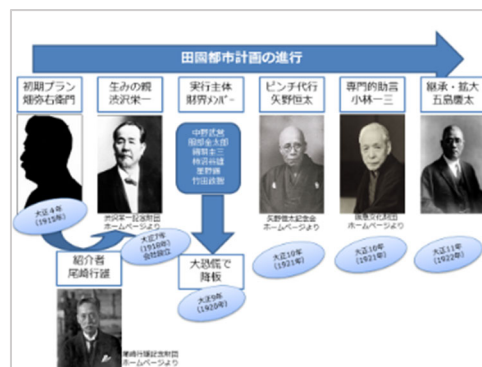 田園都市計画の進行
初期プラン
畑弥右衛門
生みの親
渋沢栄一
実行主体
財界メンバー
ピンチ代行
矢野恒太
専門的助言
小林一三
継承・拡大
五島慶太
中野武営
服部金太郎
緒明圭三
柿沼谷雄
星野錫
竹田政智
大正4年
(1915年)
渋沢栄一記念財団
ホームページより
大正7年
(1918年)
会社設立
矢野恒太記念会
ホームページより
阪急文化財団
ホームページより
紹介者
尾崎行雄
大恐慌で
降板
大正9年
(1920年)
大正10年
(1921年)
大正10年
(1921年)
大正11年
(1922年)
尾崎行雄記念財団
ホームページより